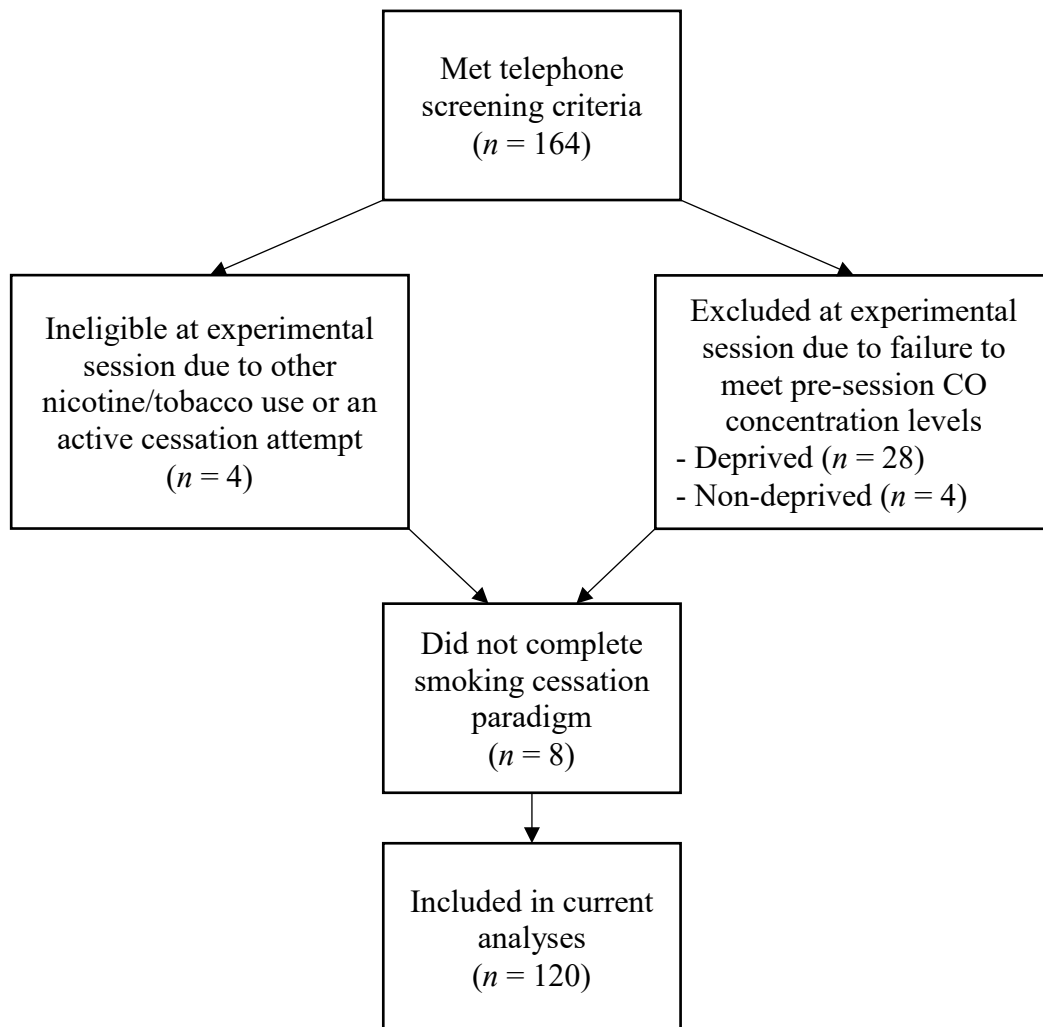 Met telephone
screening criteria
(n = 164)
Ineligible at experimental
session due to other
nicotine/tobacco use or an
active cessation attempt
(n = 4)
Excluded at experimental
session due to failure to
meet pre-session CO
concentration levels
- Deprived (n = 28)
- Non-deprived (n = 4)
Did not complete
smoking cessation
paradigm
(n = 8)
Included in current
analyses
(n = 120)